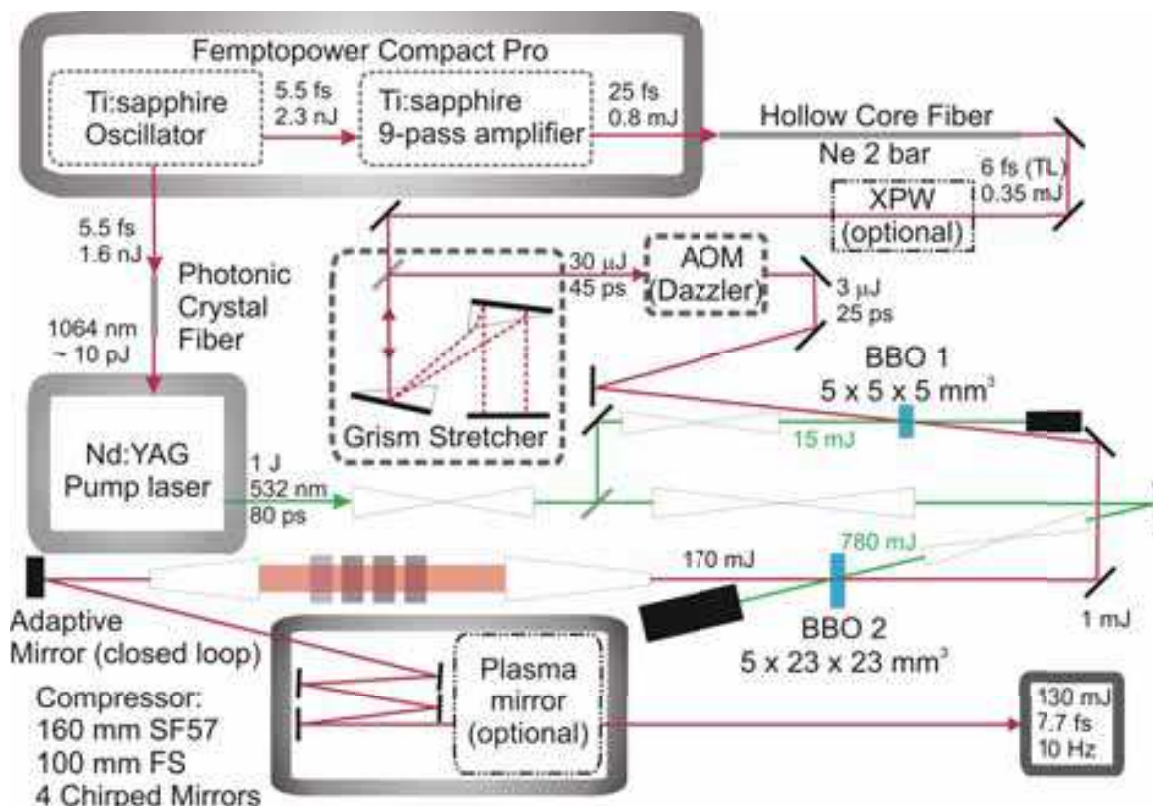 Femptopower Compact Pro
Ti:sapphire
Oscillator
5.5 fs
2.3 nJ
Ti:sapphire
9-pass amplifier
25 fs
0.8 mJ
Hollow Core Fiber
Ne 2 bar
6 fs (TL)
0.35 mJ
XPW
(optional)
5.5 fs
1.6 nJ
Photonic
Crystal
Fiber
1064 nm
~ 10 pJ
30 μJ
45 ps
AOM
(Dazzler)
3 μJ
25 ps
Grism Stretcher
BBO 1
5 x 5 x 5 mm³
15 mJ
Nd:YAG
Pump laser
1 J
532 nm
80 ps
780 mJ
170 mJ
1 mJ
BBO 2
5 x 23 x 23 mm³
Adaptive
Mirror (closed loop)
Compressor:
160 mm SF57
100 mm FS
4 Chirped Mirrors
Plasma
mirror
(optional)
130 mJ
7.7 fs
10 Hz